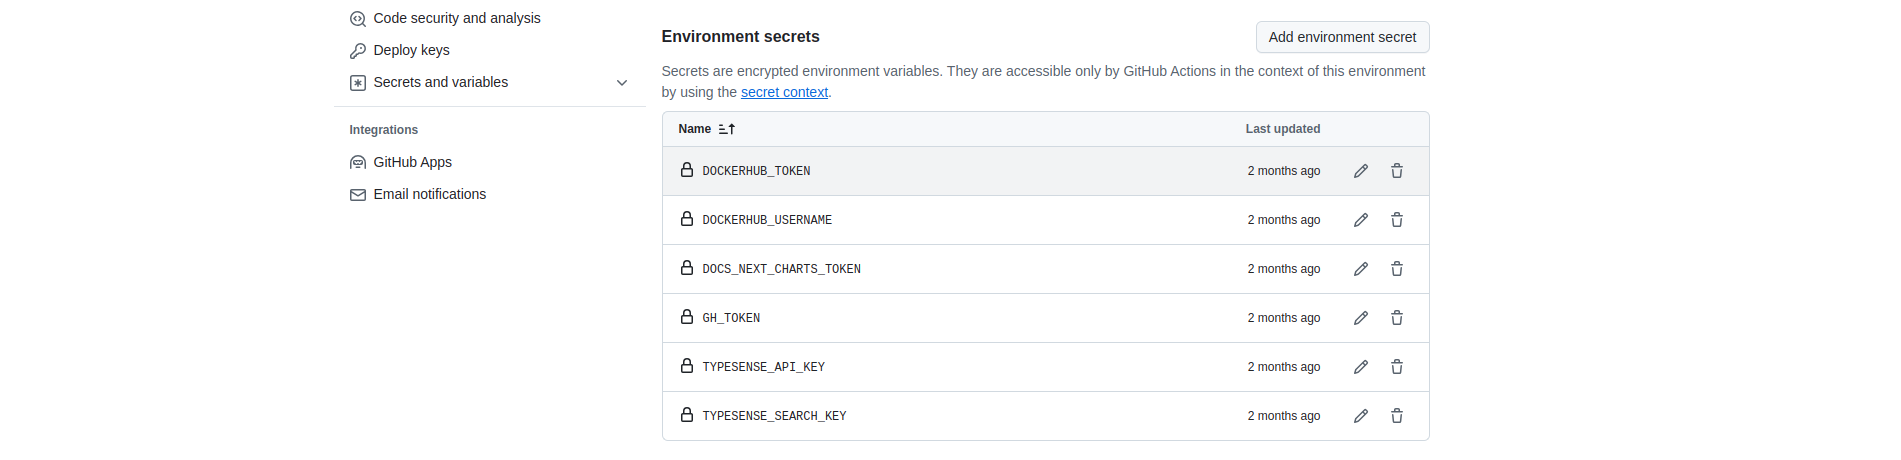 Code security and analysis
Deploy keys
Secrets and variables
Integrations
GitHub Apps
Email notifications
Environment secrets
Add environment secret
Secrets are encrypted environment variables. They are accessible only by GitHub Actions in the context of this environment
by using the secret context.
Name Last updated
DOCKERHUB_TOKEN 2 months ago
DOCKERHUB_USERNAME 2 months ago
DOCS_NEXT_CHARTS_TOKEN 2 months ago
GH_TOKEN 2 months ago
TYPESENSE_API_KEY 2 months ago
TYPESENSE_SEARCH_KEY 2 months ago